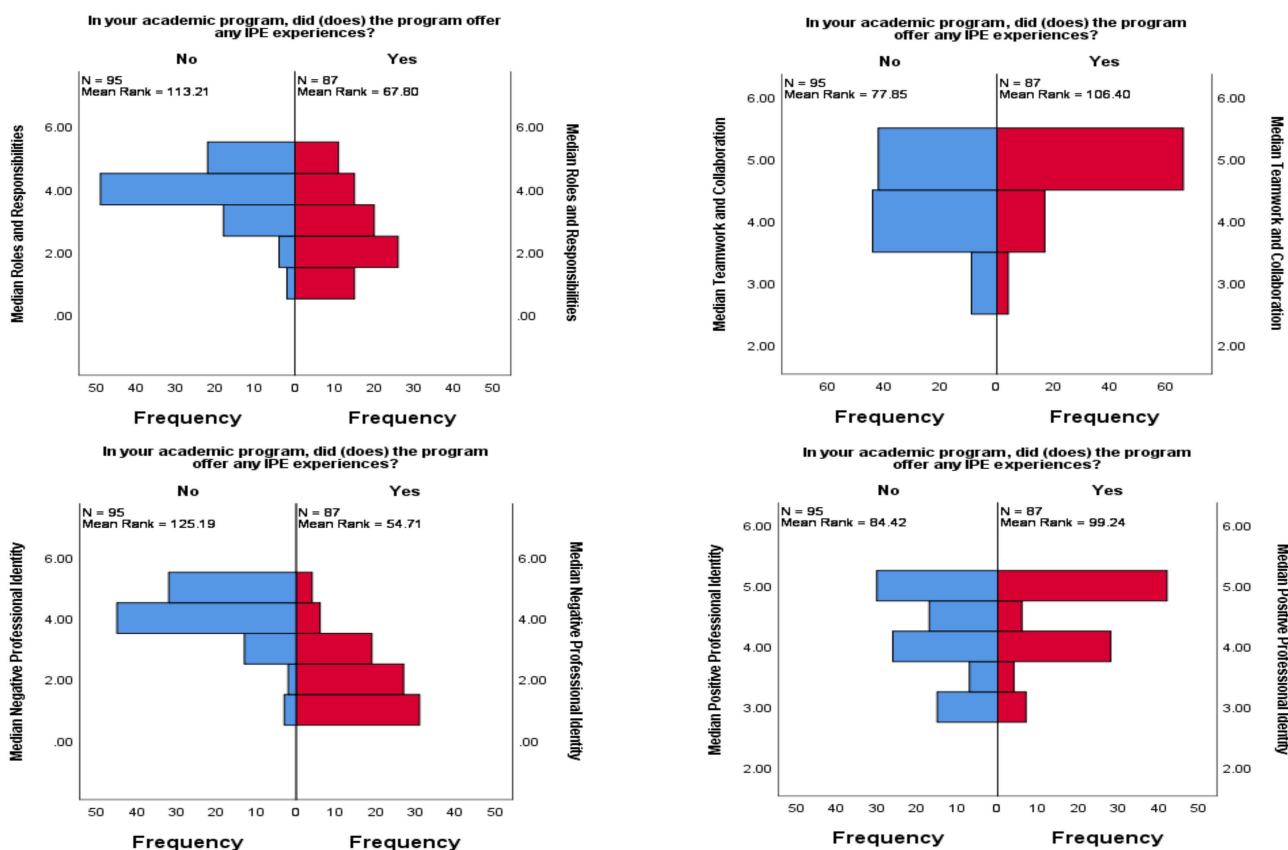 In your academic program, did (does) the program offer
any IPE experiences?
No Yes
N = 95
Mean Rank = 113.21
N = 87
Mean Rank = 67.80
Median Roles and Responsibilities
6.00
4.00
2.00
.00
6.00
4.00
2.00
.00
Median Roles and Responsibilities
50 40 30 20 10 0 10 20 30 40 50
Frequency Frequency
In your academic program, did (does) the program
offer any IPE experiences?
No Yes
N = 95
Mean Rank = 77.85
N = 87
Mean Rank = 106.40
Median Teamwork and Collaboration
6.00
5.00
4.00
3.00
2.00
6.00
5.00
4.00
3.00
2.00
Median Teamwork and Collaboration
60 40 20 0 20 40 60
Frequency Frequency
In your academic program, did (does) the program
offer any IPE experiences?
No Yes
N = 95
Mean Rank = 125.19
N = 87
Mean Rank = 54.71
Median Negative Professional Identity
6.00
4.00
2.00
.00
6.00
4.00
2.00
.00
Median Negative Professional Identity
50 40 30 20 10 0 10 20 30 40 50
Frequency Frequency
In your academic program, did (does) the program
offer any IPE experiences?
No Yes
N = 95
Mean Rank = 84.42
N = 87
Mean Rank = 99.24
Median Positive Professional Identity
6.00
5.00
4.00
3.00
2.00
6.00
5.00
4.00
3.00
2.00
Median Positive Professional Identity
50 40 30 20 10 0 10 20 30 40 50
Frequency Frequency